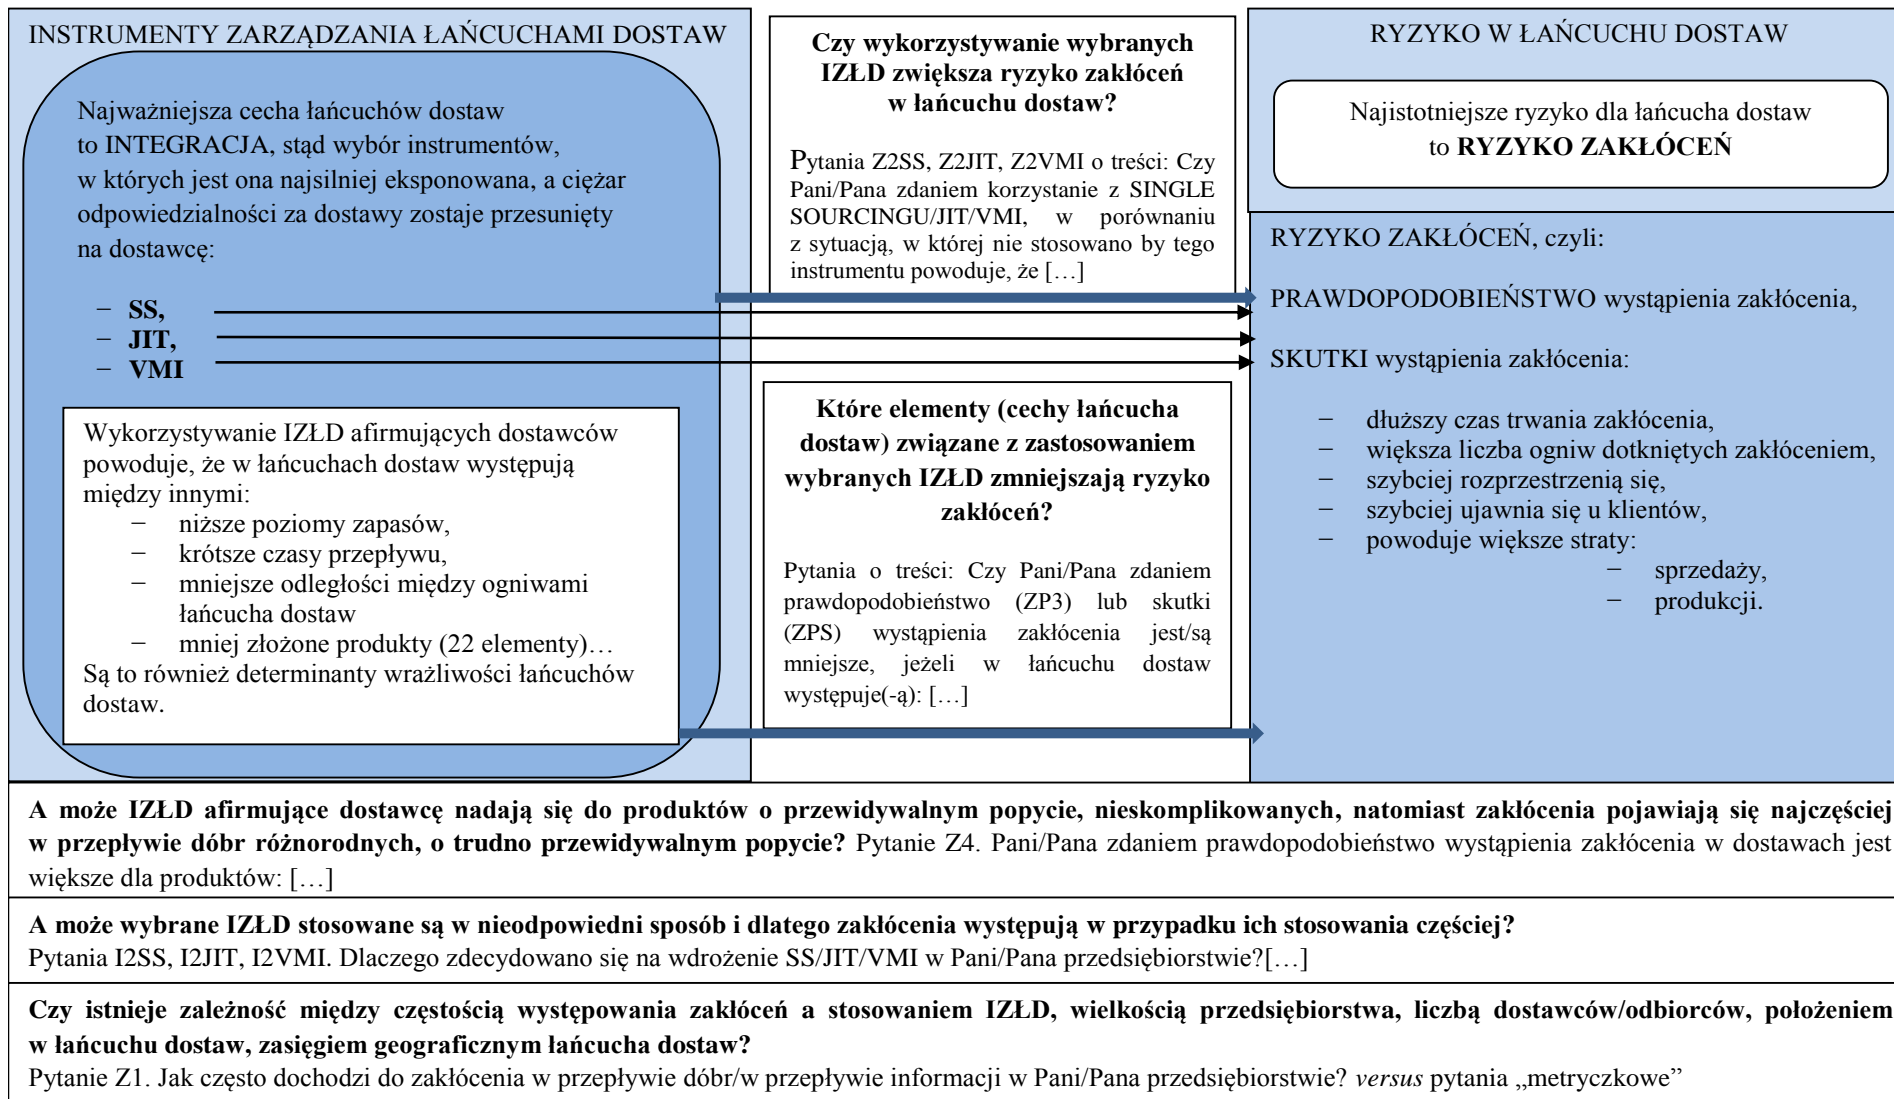 INSTRUMENTY ZARZĄDZANIA ŁAŃCUCHAMI DOSTAW
Najważniejsza cecha łańcuchów dostaw
to INTEGRACJA, stąd wybór instrumentów,
w których jest ona najsilniej eksponowana, a ciężar
odpowiedzialności za dostawy zostaje przesunięty
na dostawcę:
− SS,
− JIT,
− VMI
Wykorzystywanie IZŁD afirmujących dostawców
powoduje, że w łańcuchach dostaw występują
między innymi:
− niższe poziomy zapasów,
− krótsze czasy przepływu,
− mniejsze odległości między ogniwami
łańcucha dostaw
− mniej złożone produkty (22 elementy)…
Są to również determinanty wrażliwości łańcuchów
dostaw.
Czy wykorzystywanie wybranych
IZŁD zwiększa ryzyko zakłóceń
w łańcuchu dostaw?
Pytania Z2SS, Z2JIT, Z2VMI o treści: Czy
Pani/Pana zdaniem korzystanie z SINGLE
SOURCINGU/JIT/VMI, w porównaniu
z sytuacją, w której nie stosowano by tego
instrumentu powoduje, że […]
Które elementy (cechy łańcucha
dostaw) związane z zastosowaniem
wybranych IZŁD zmniejszają ryzyko
zakłóceń?
Pytania o treści: Czy Pani/Pana zdaniem
prawdopodobieństwo (ZP3) lub skutki
(ZPS) wystąpienia zakłócenia jest/są
mniejsze, jeżeli w łańcuchu dostaw
występuje(-ą): […]
RYZYKO W ŁAŃCUCHU DOSTAW
Najistotniejsze ryzyko dla łańcucha dostaw
to RYZYKO ZAKŁÓCEŃ
RYZYKO ZAKŁÓCEŃ, czyli:
PRAWDOPODOBIEŃSTWO wystąpienia zakłócenia,
SKUTKI wystąpienia zakłócenia:
− dłuższy czas trwania zakłócenia,
− większa liczba ogniw dotkniętych zakłóceniem,
− szybciej rozprzestrzenią się,
− szybciej ujawnia się u klientów,
− powoduje większe straty:
− sprzedaży,
− produkcji.
A może IZŁD afirmujące dostawcę nadają się do produktów o przewidywalnym popycie, nieskomplikowanych, natomiast zakłócenia pojawiają się najczęściej
w przepływie dóbr różnorodnych, o trudno przewidywalnym popycie? Pytanie Z4. Pani/Pana zdaniem prawdopodobieństwo wystąpienia zakłócenia w dostawach jest
większe dla produktów: […]
A może wybrane IZŁD stosowane są w nieodpowiedni sposób i dlatego zakłócenia występują w przypadku ich stosowania częściej?
Pytania I2SS, I2JIT, I2VMI. Dlaczego zdecydowano się na wdrożenie SS/JIT/VMI w Pani/Pana przedsiębiorstwie?[…]
Czy istnieje zależność między częstością występowania zakłóceń a stosowaniem IZŁD, wielkością przedsiębiorstwa, liczbą dostawców/odbiorców, położeniem
w łańcuchu dostaw, zasięgiem geograficznym łańcucha dostaw?
Pytanie Z1. Jak często dochodzi do zakłócenia w przepływie dóbr/w przepływie informacji w Pani/Pana przedsiębiorstwie? versus pytania „metryczkowe”